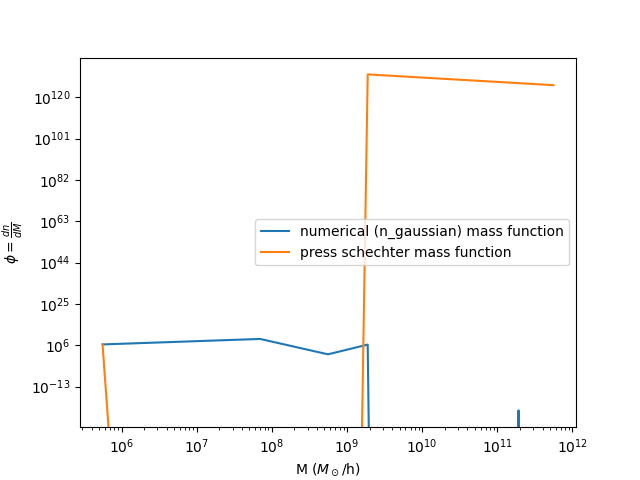 10^120
10^101
10^82
10^63
10^44
10^25
10^6
10^−13
ϕ = dn/dM
numerical (n_gaussian) mass function
press schechter mass function
10^6 10^7 10^8 10^9 10^10 10^11 10^12
M (M⊙/h)